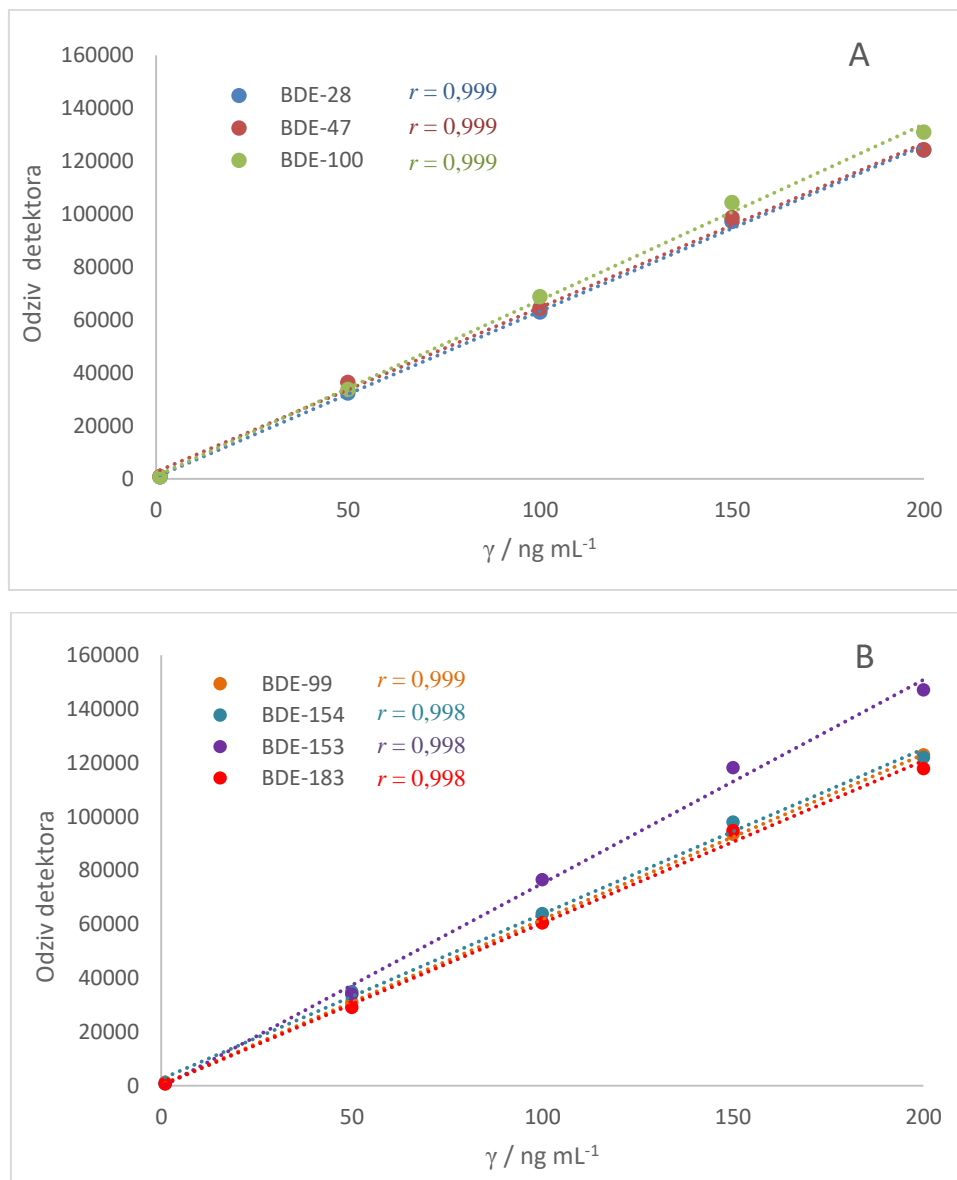 A
160000
140000
120000
100000
80000
60000
40000
20000
0
Odziv detektora
BDE-28 r = 0,999
BDE-47 r = 0,999
BDE-100 r = 0,999
0 50 100 150 200
γ / ng mL⁻¹
B
160000
140000
120000
100000
80000
60000
40000
20000
0
Odziv detektora
BDE-99 r = 0,999
BDE-154 r = 0,998
BDE-153 r = 0,998
BDE-183 r = 0,998
0 50 100 150 200
γ / ng mL⁻¹